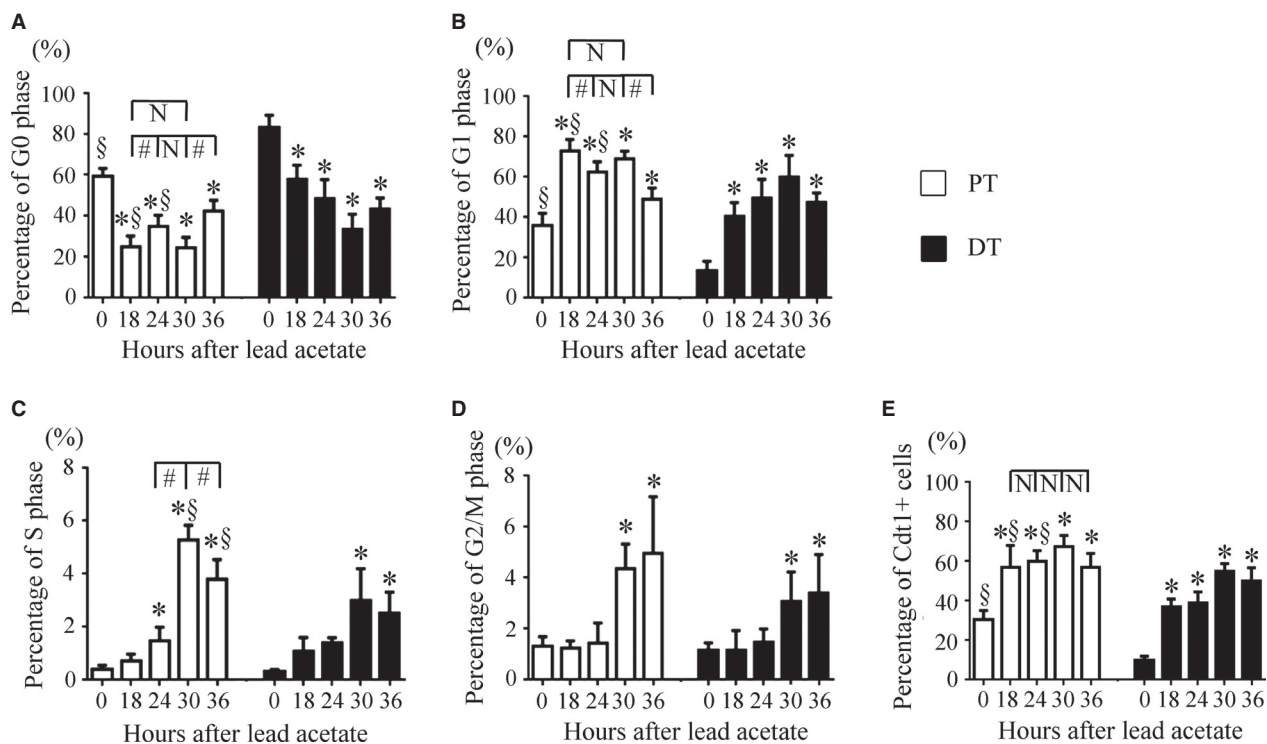 A
(%)
Percentage of G0 phase
100
80
60
40
20
0
N
# N #
§ *§ *§ * *
* * * *
0 18 24 30 36 0 18 24 30 36
Hours after lead acetate
B
(%)
Percentage of G1 phase
100
80
60
40
20
0
N
# N #
§ *§ *§ * *
* * * *
0 18 24 30 36 0 18 24 30 36
Hours after lead acetate
PT
DT
C
(%)
Percentage of S phase
8
6
4
2
0
# #
* *§ *§
* *
0 18 24 30 36 0 18 24 30 36
Hours after lead acetate
D
(%)
Percentage of G2/M phase
8
6
4
2
0
* *
* *
0 18 24 30 36 0 18 24 30 36
Hours after lead acetate
E
(%)
Percentage of Cdt1+ cells
100
80
60
40
20
0
N N N
§ *§ *§ * *
* * * *
0 18 24 30 36 0 18 24 30 36
Hours after lead acetate